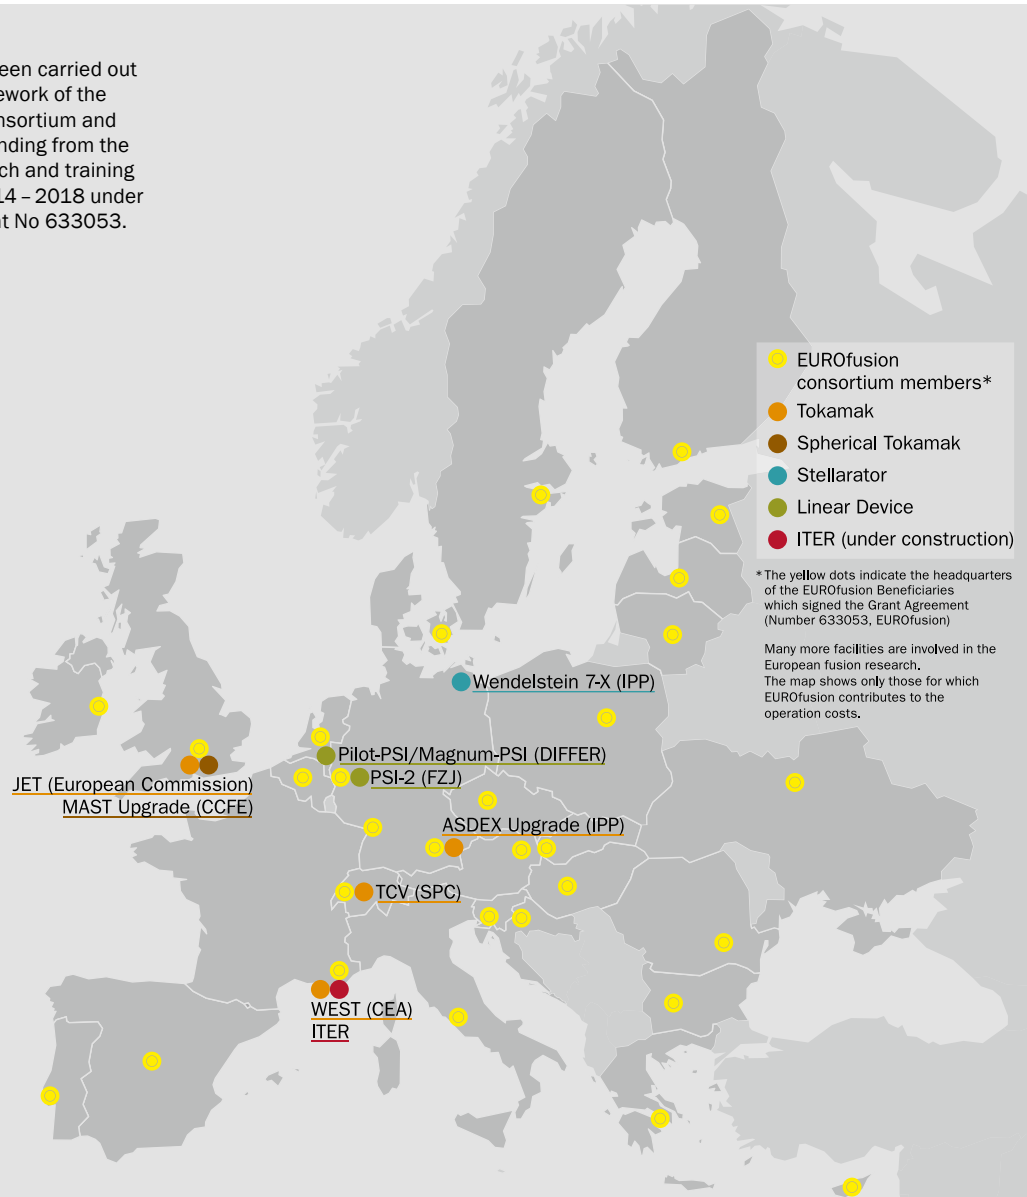 een carried out
ework of the
nsortium and
nding from the
ch and training
14 – 2018 under
nt No 633053.
EUROfusion
consortium members*
Tokamak
Spherical Tokamak
Stellarator
Linear Device
ITER (under construction)
* The yellow dots indicate the headquarters
of the EUROfusion Beneficiaries
which signed the Grant Agreement
(Number 633053, EUROfusion)
Many more facilities are involved in the
European fusion research.
The map shows only those for which
EUROfusion contributes to the
operation costs.
Wendelstein 7-X (IPP)
Pilot-PSI/Magnum-PSI (DIFFER)
PSI-2 (FZJ)
JET (European Commission)
MAST Upgrade (CCFE)
ASDEX Upgrade (IPP)
TCV (SPC)
WEST (CEA)
ITER